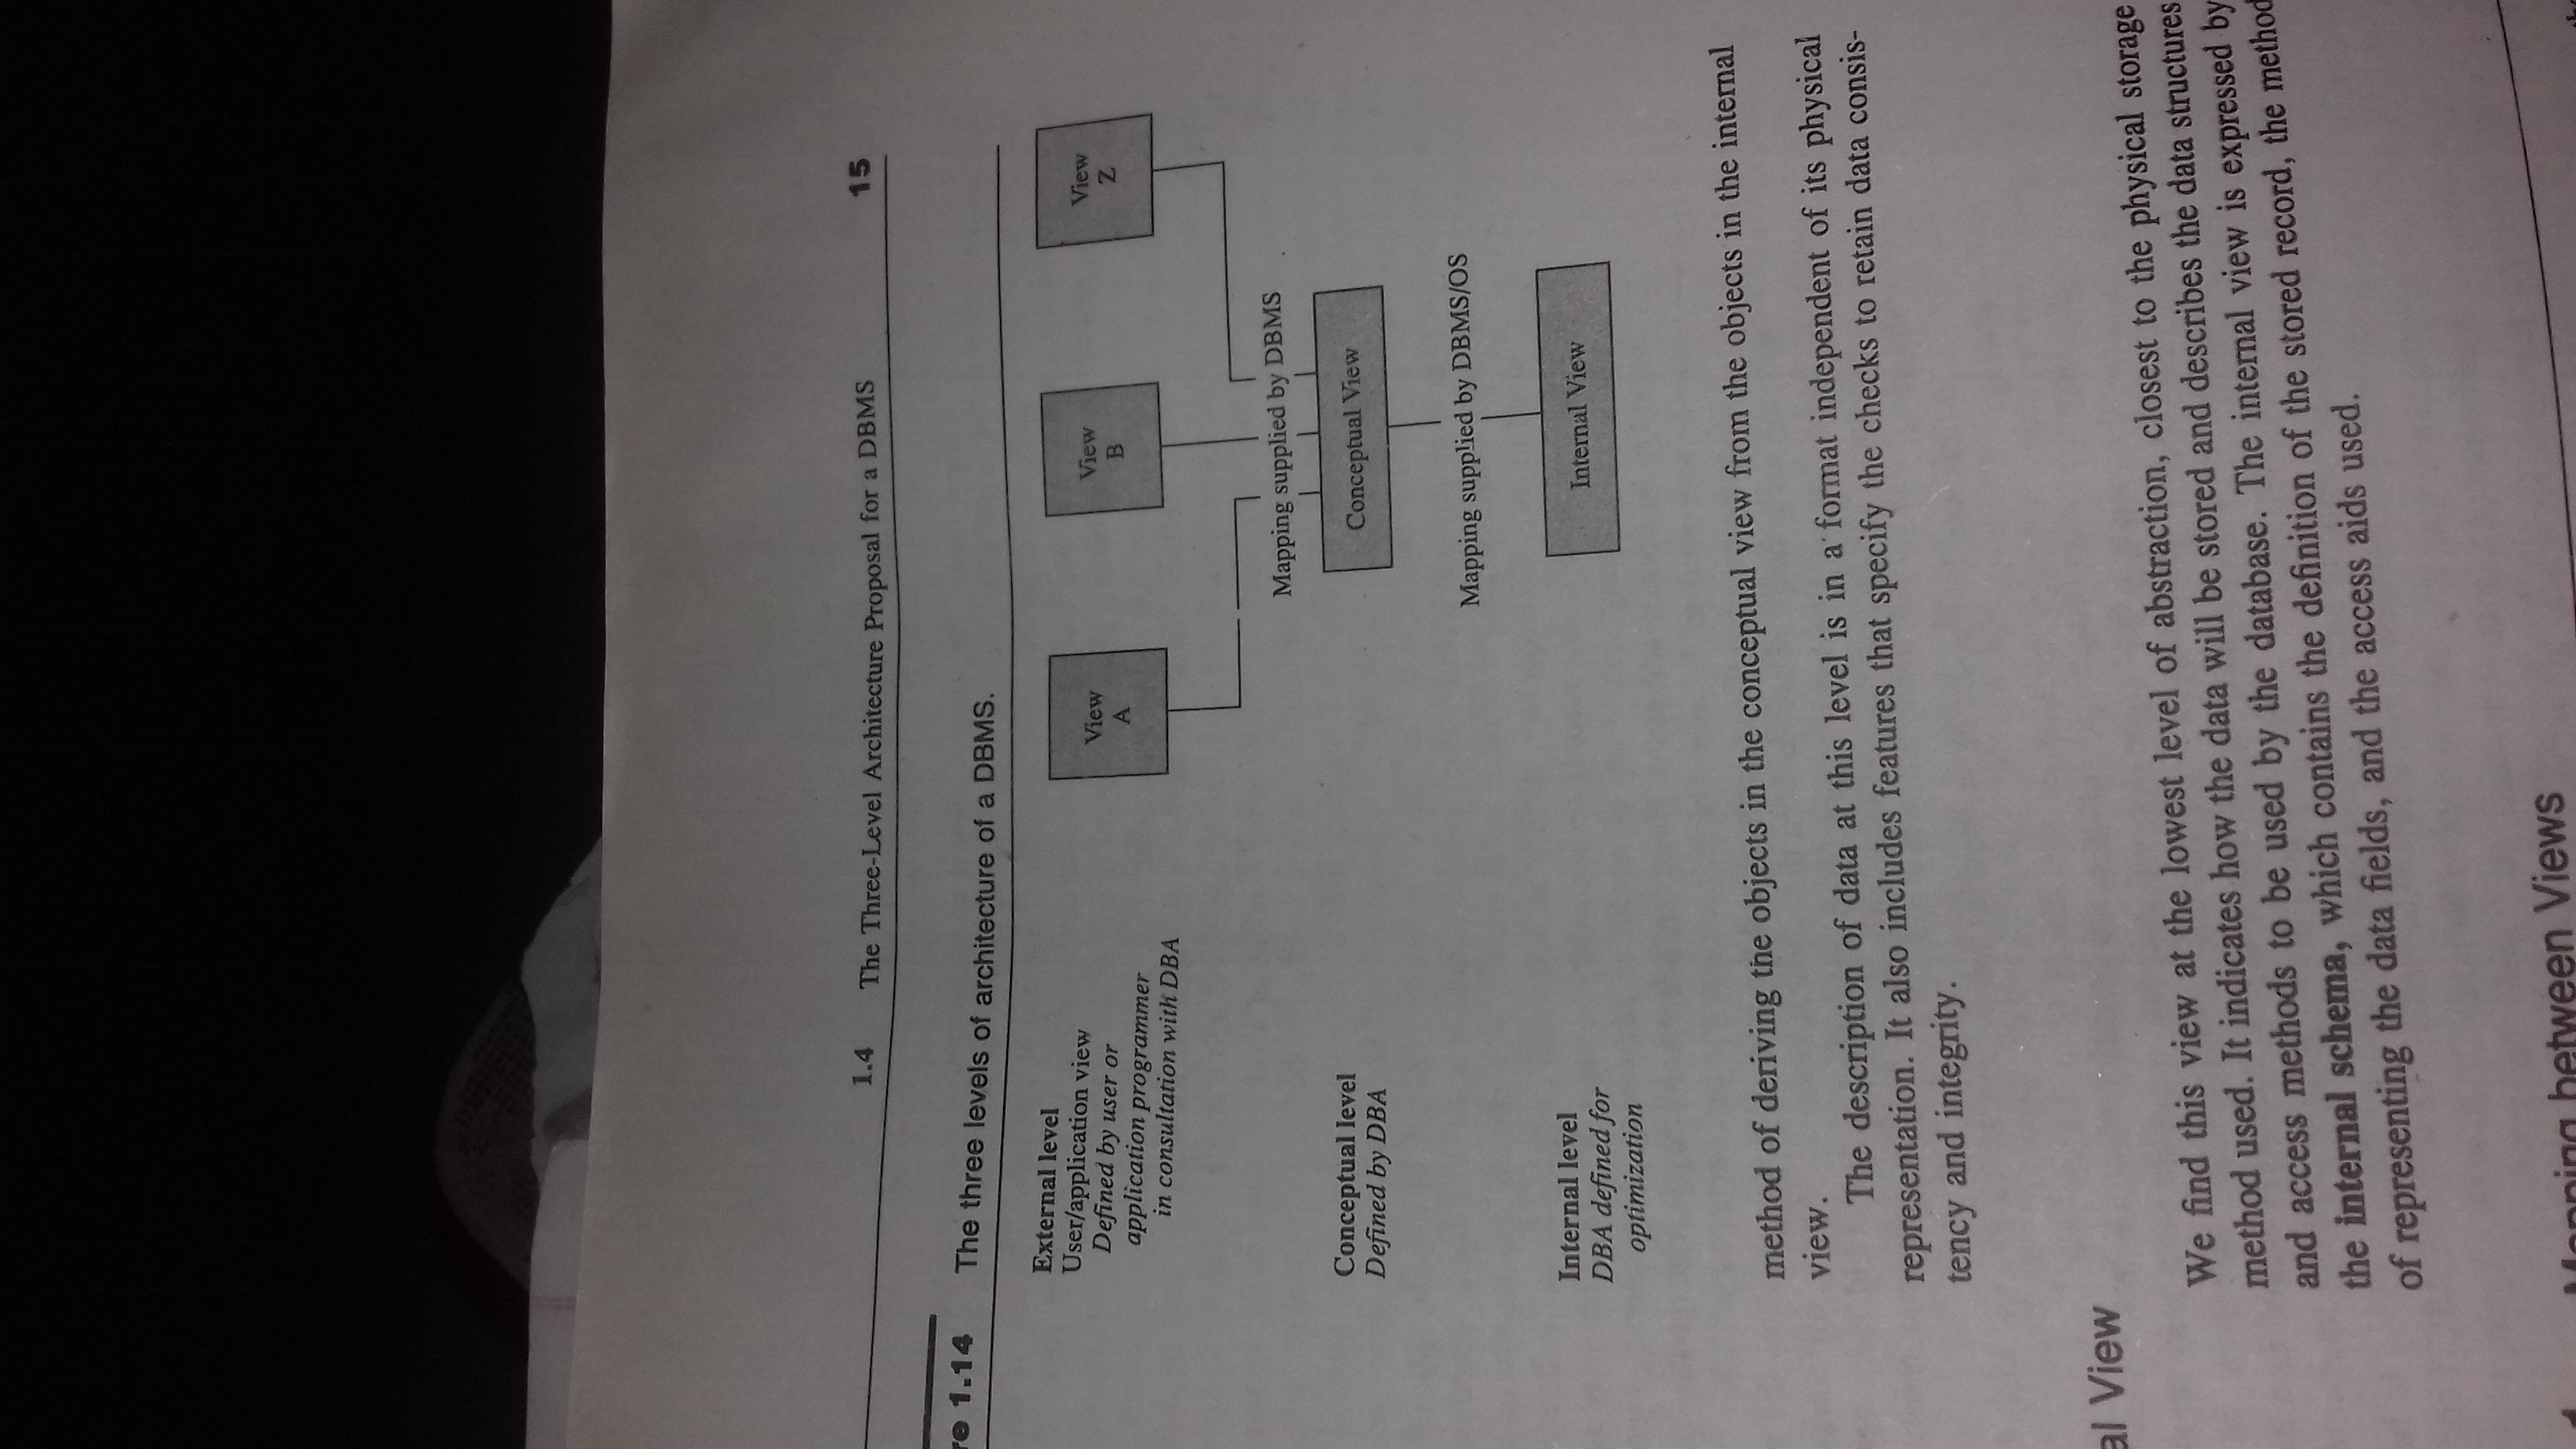 1.4 The Three-Level Architecture Proposal for a DBMS 15
re 1.14 The three levels of architecture of a DBMS.
External level
User/application view
Defined by user or
application programmer
in consultation with DBA
View
A
View
B
View
Z
Mapping supplied by DBMS
Conceptual level
Defined by DBA
Conceptual View
Mapping supplied by DBMS/OS
Internal level
DBA defined for
optimization
Internal View
method of deriving the objects in the conceptual view from the objects in the internal
view.
The description of data at this level is in a format independent of its physical
representation. It also includes features that specify the checks to retain data consis-
tency and integrity.
al View
We find this view at the lowest level of abstraction, closest to the physical storage
method used. It indicates how the data will be stored and describes the data structures
and access methods to be used by the database. The internal view is expressed by
the internal schema, which contains the definition of the stored record, the method
of representing the data fields, and the access aids used.
Mapping between Views